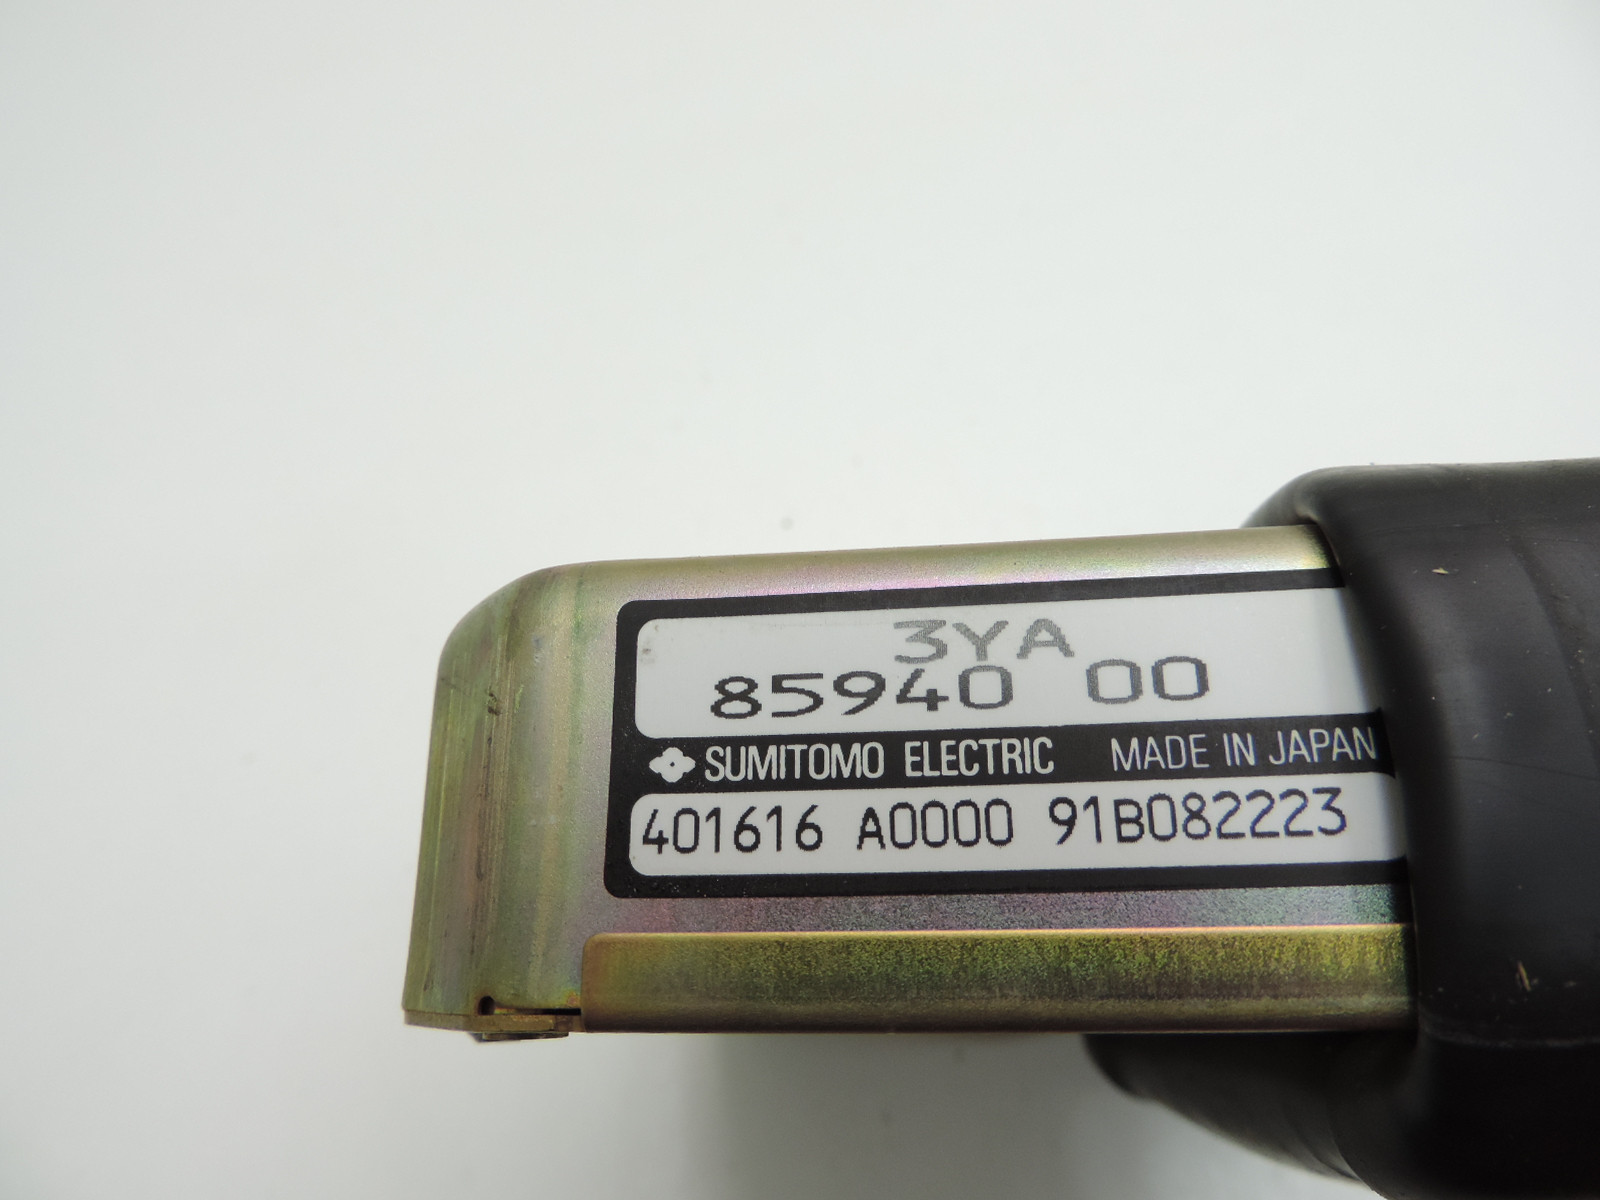 3YA
85940 00
SUMITOMO ELECTRIC MADE IN JAPAN
401616 A0000 91B082223